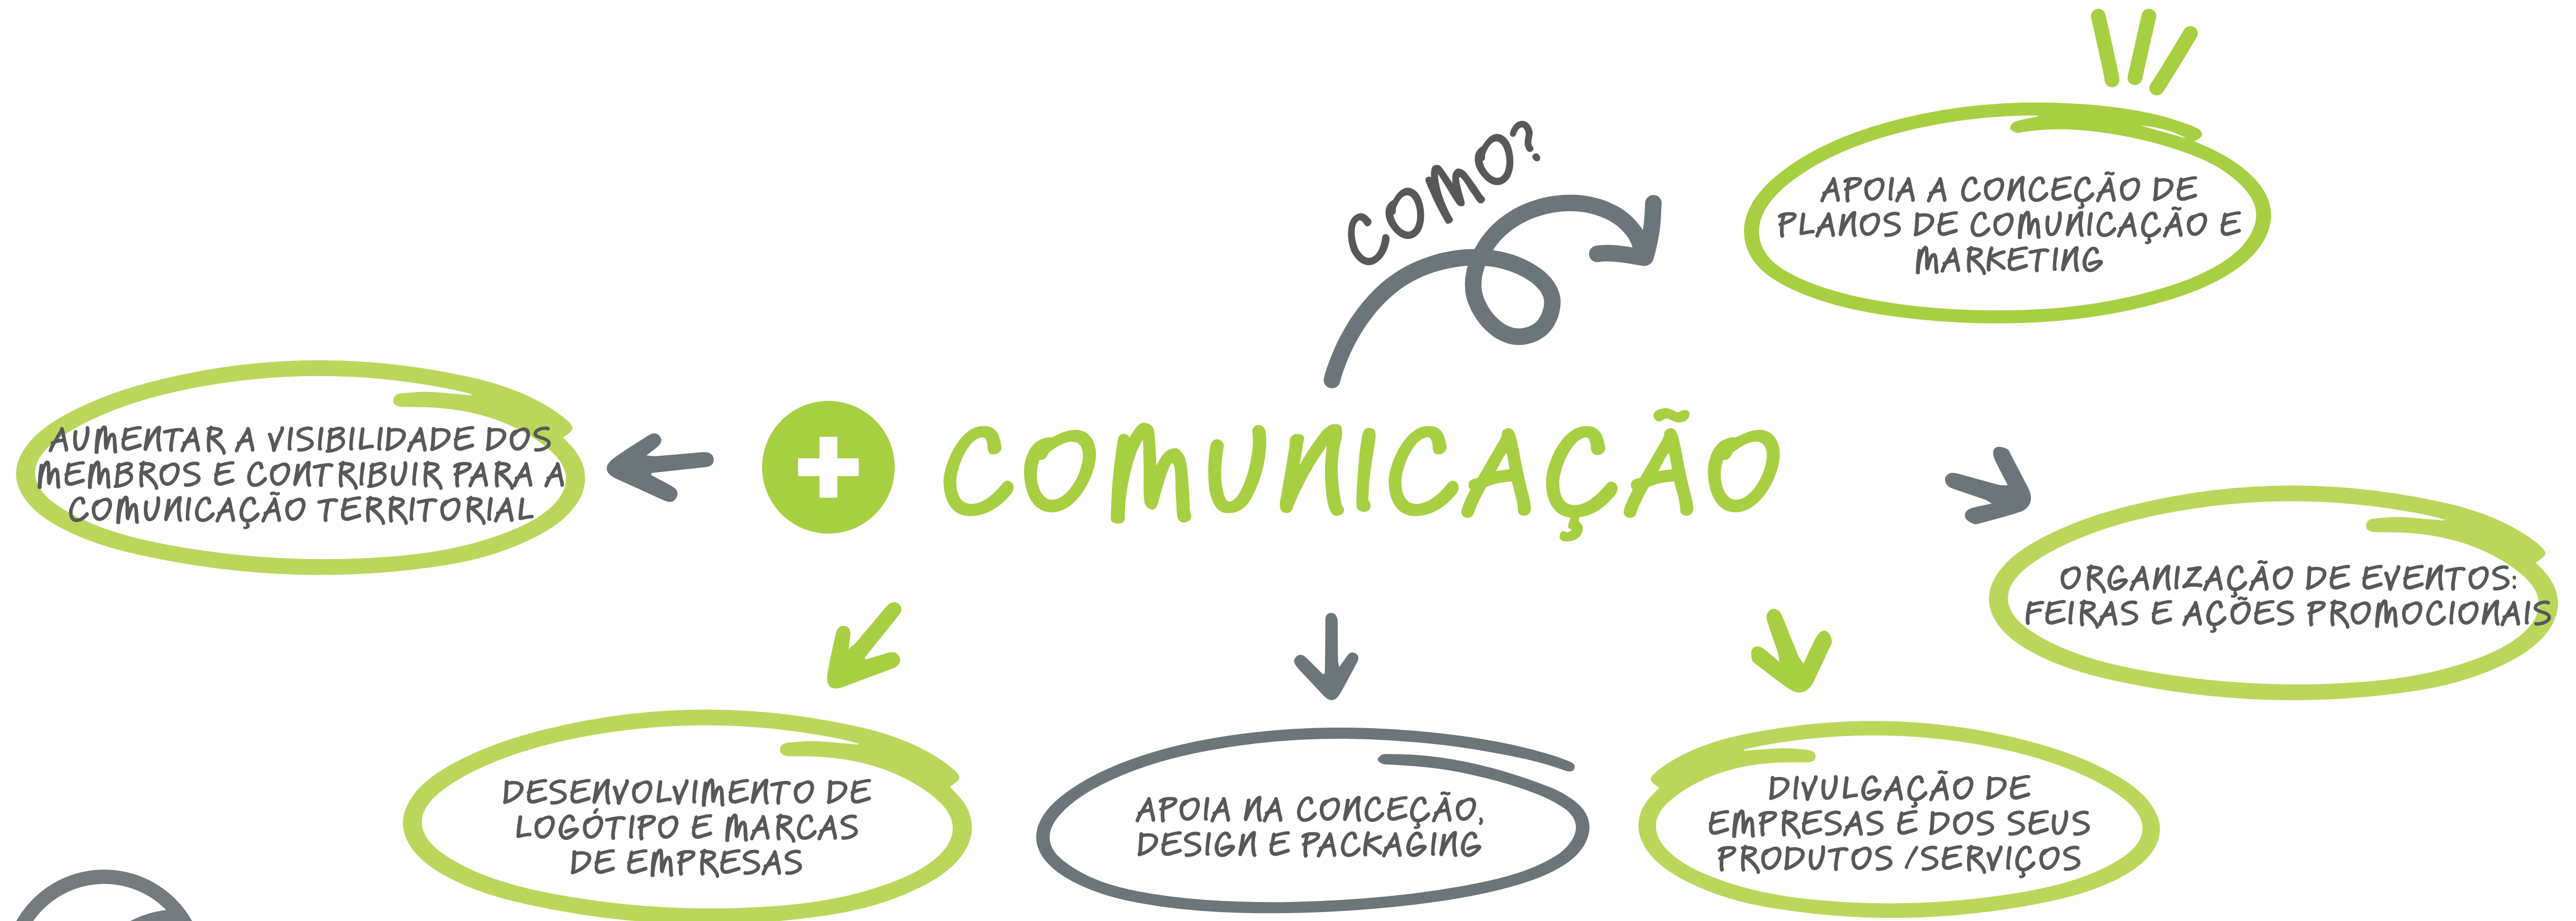 COMO?
APOIA A CONCEÇÃO DE
PLANOS DE COMUNICAÇÃO E
MARKETING
AUMENTAR A VISIBILIDADE DOS
MEMBROS E CONTRIBUIR PARA A
COMUNICAÇÃO TERRITORIAL
+ COMUNICAÇÃO
ORGANIZAÇÃO DE EVENTOS:
FEIRAS E AÇÕES PROMOCIONAIS
DESENVOLVIMENTO DE
LOGÓTIPO E MARCAS
DE EMPRESAS
APOIA NA CONCEÇÃO,
DESIGN E PACKAGING
DIVULGAÇÃO DE
EMPRESAS E DOS SEUS
PRODUTOS /SERVIÇOS